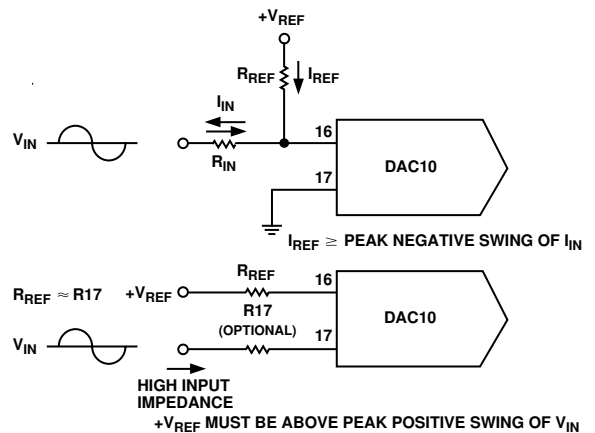 +VREF
RREF
IREF
IIN
VIN
RIN
16
17
DAC10
IREF ≥ PEAK NEGATIVE SWING OF IIN
RREF ≈ R17
+VREF
RREF
16
R17
(OPTIONAL)
DAC10
VIN
17
HIGH INPUT
IMPEDANCE
+VREF MUST BE ABOVE PEAK POSITIVE SWING OF VIN